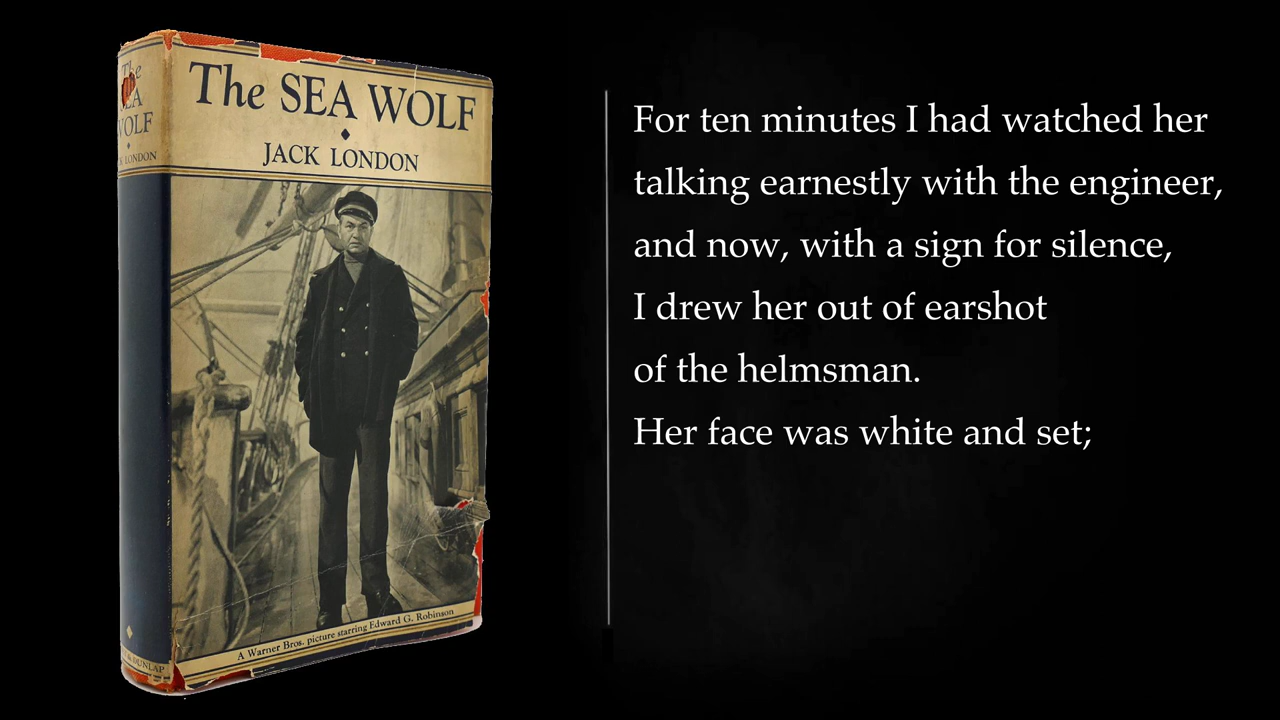 The SEA WOLF
JACK LONDON
A Warner Bros. picture starring Edward G. Robinson
The
SEA
WOLF
LONDON
DUNLAP
For ten minutes I had watched her
talking earnestly with the engineer,
and now, with a sign for silence,
I drew her out of earshot
of the helmsman.
Her face was white and set;